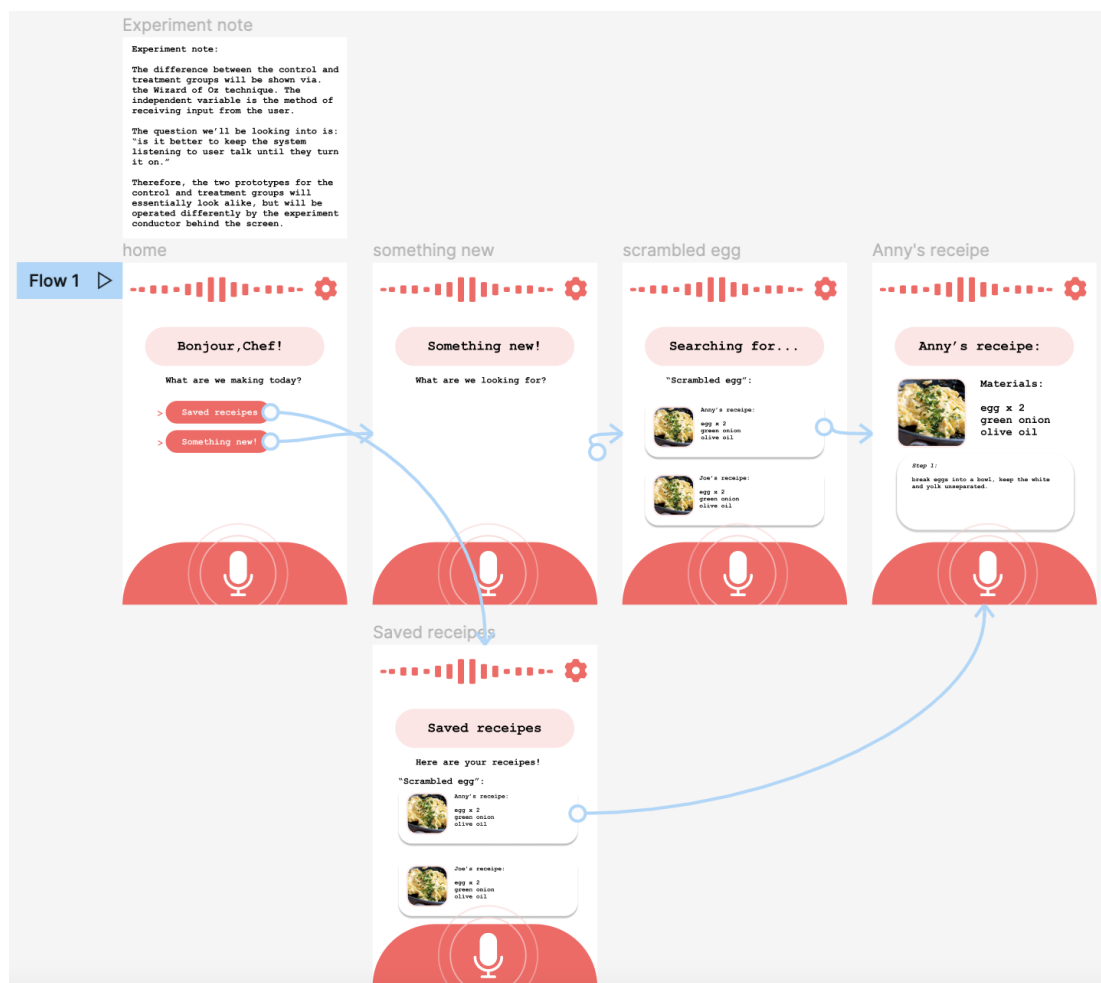 Experiment note
Experiment note:
The difference between the control and
treatment groups will be shown via.
the Wizard of Oz technique. The
independent variable is the method of
receiving input from the user.
The question we'll be looking into is:
"is it better to keep the system
listening to user talk until they turn
it on."
Therefore, the two prototypes for the
control and treatment groups will
essentially look alike, but will be
operated differently by the experiment
conductor behind the screen.
Flow 1
home
Bonjour,Chef!
What are we making today?
> Saved receipes
> Something new!
something new
Something new!
What are we looking for?
scrambled egg
Searching for...
"Scrambled egg":
Anny's receipe:
egg x 2
green onion
olive oil
Joe's receipe:
egg x 2
green onion
olive oil
Anny's receipe
Anny's receipe:
Materials:
egg x 2
green onion
olive oil
Step 1:
break eggs into a bowl, keep the white
and yolk unseparated.
Saved receipes
Saved receipes
Here are your receipes!
"Scrambled egg":
Anny's receipe:
egg x 2
green onion
olive oil
Joe's receipe:
egg x 2
green onion
olive oil